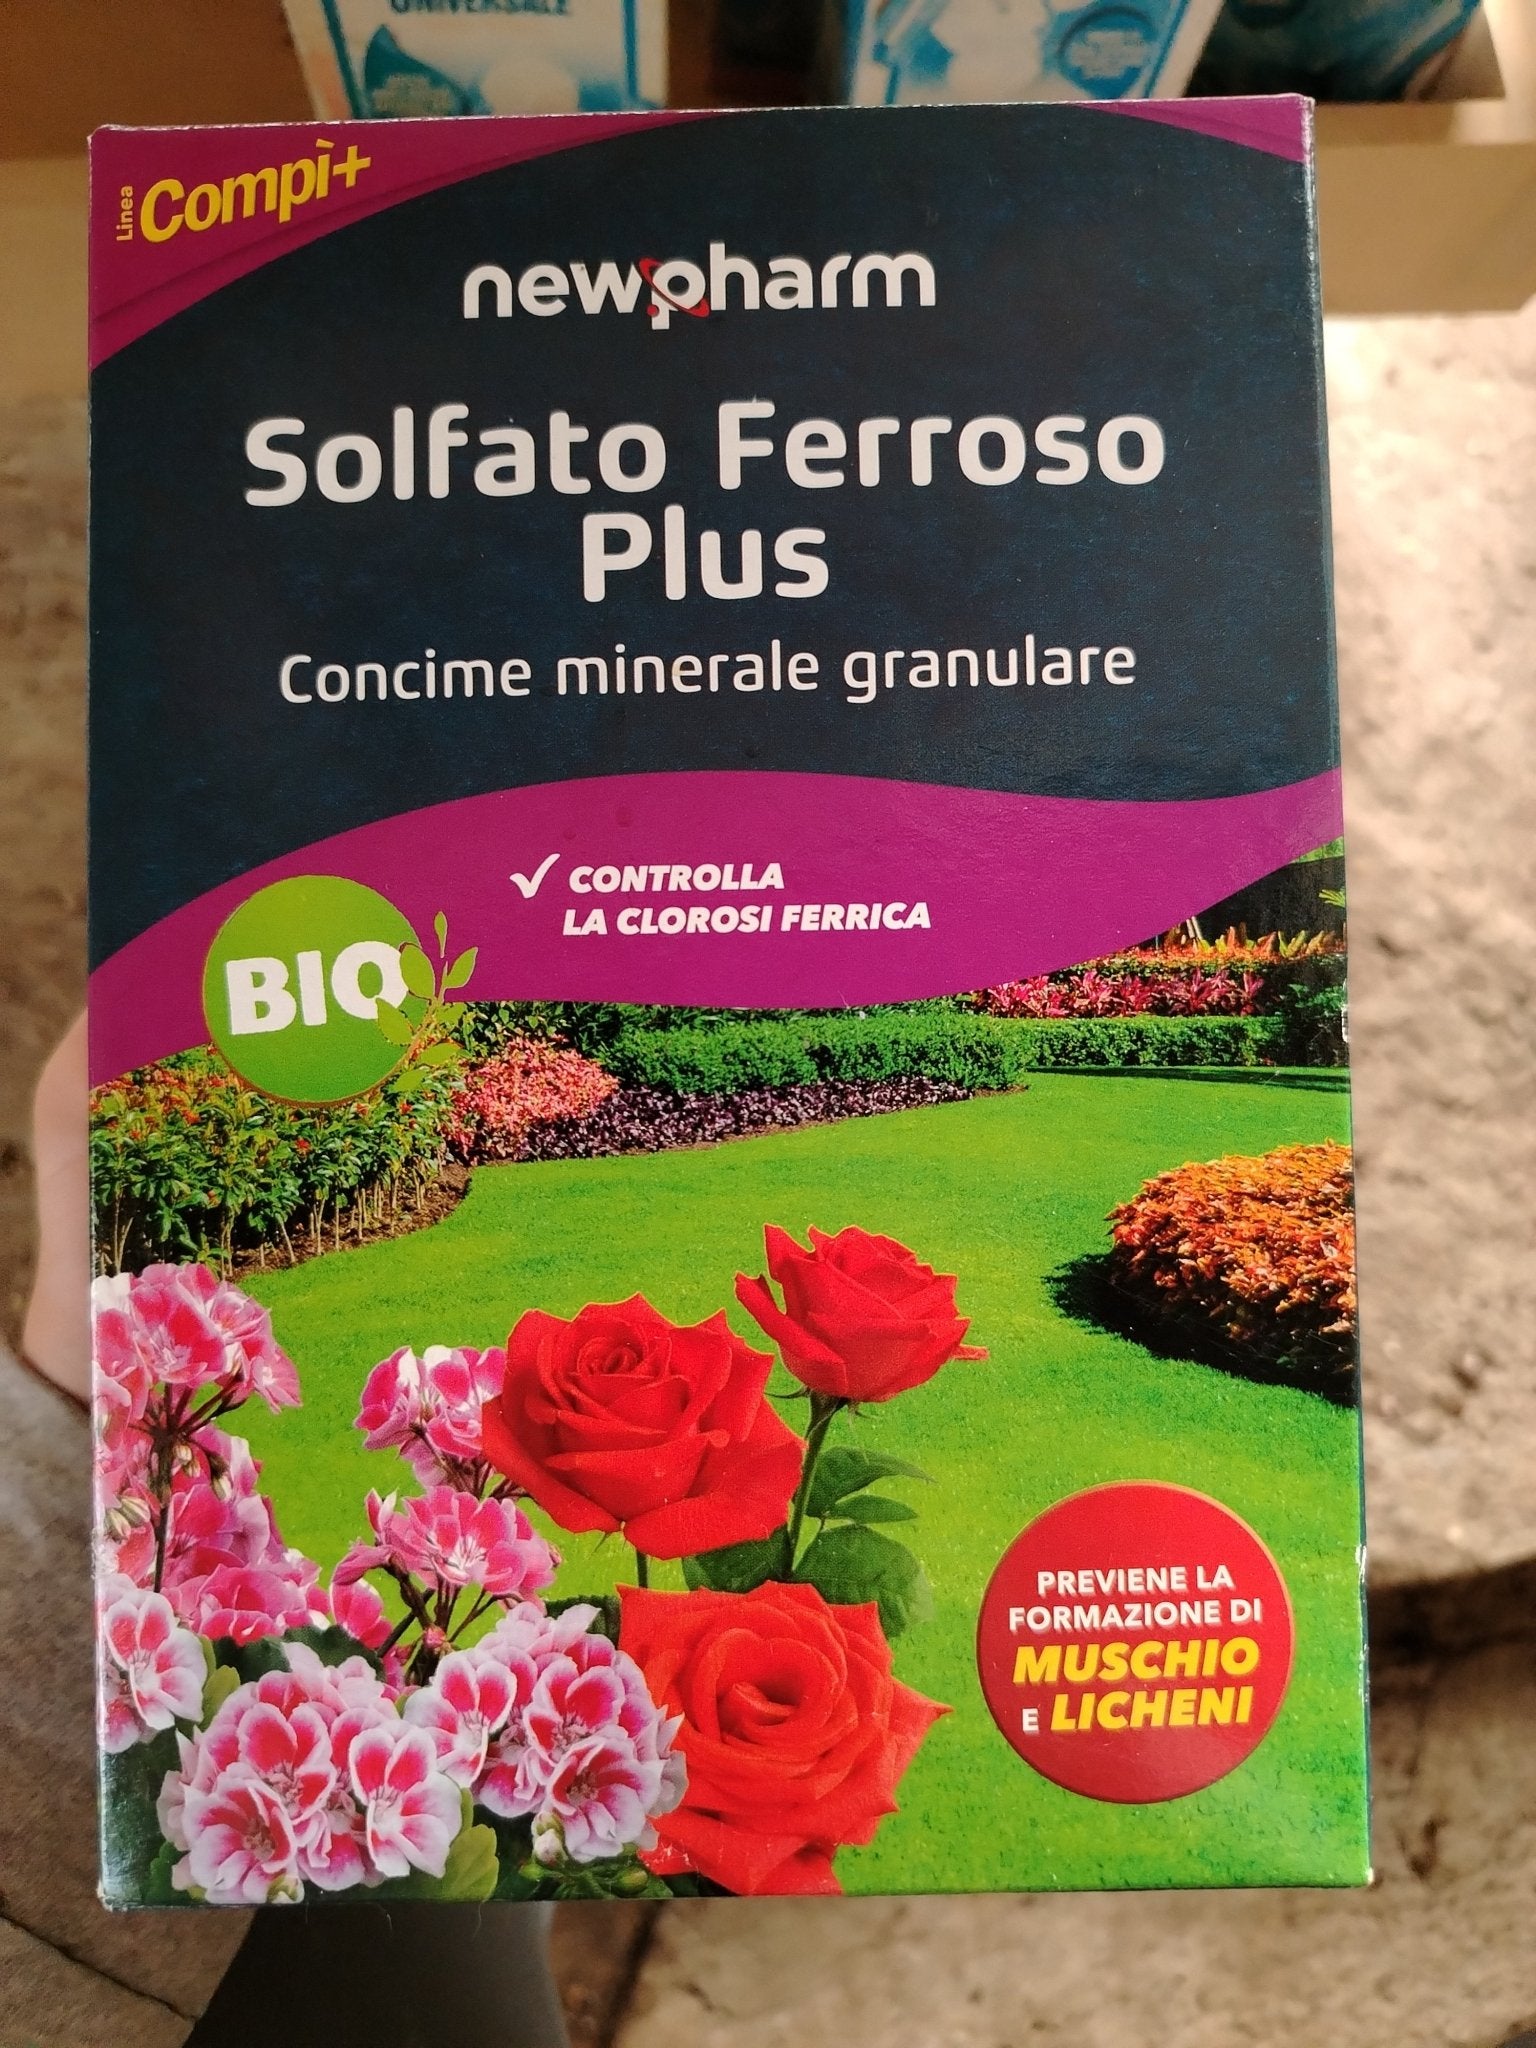 UNIVERSALE
Linea
Compì+
newpharm
Solfato Ferroso
Plus
Concime minerale granulare
✓ CONTROLLA
LA CLOROSI FERRICA
BIO
PREVIENE LA
FORMAZIONE DI
MUSCHIO
E LICHENI